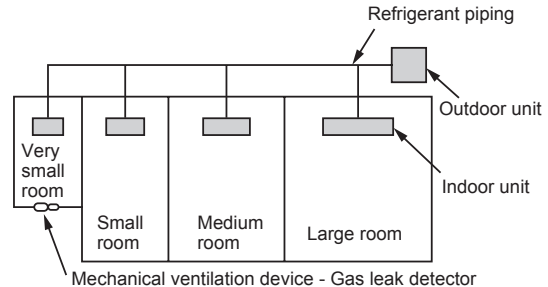 Refrigerant piping
Outdoor unit
Very
small
room
Indoor unit
Small
room
Medium
room
Large room
Mechanical ventilation device - Gas leak detector